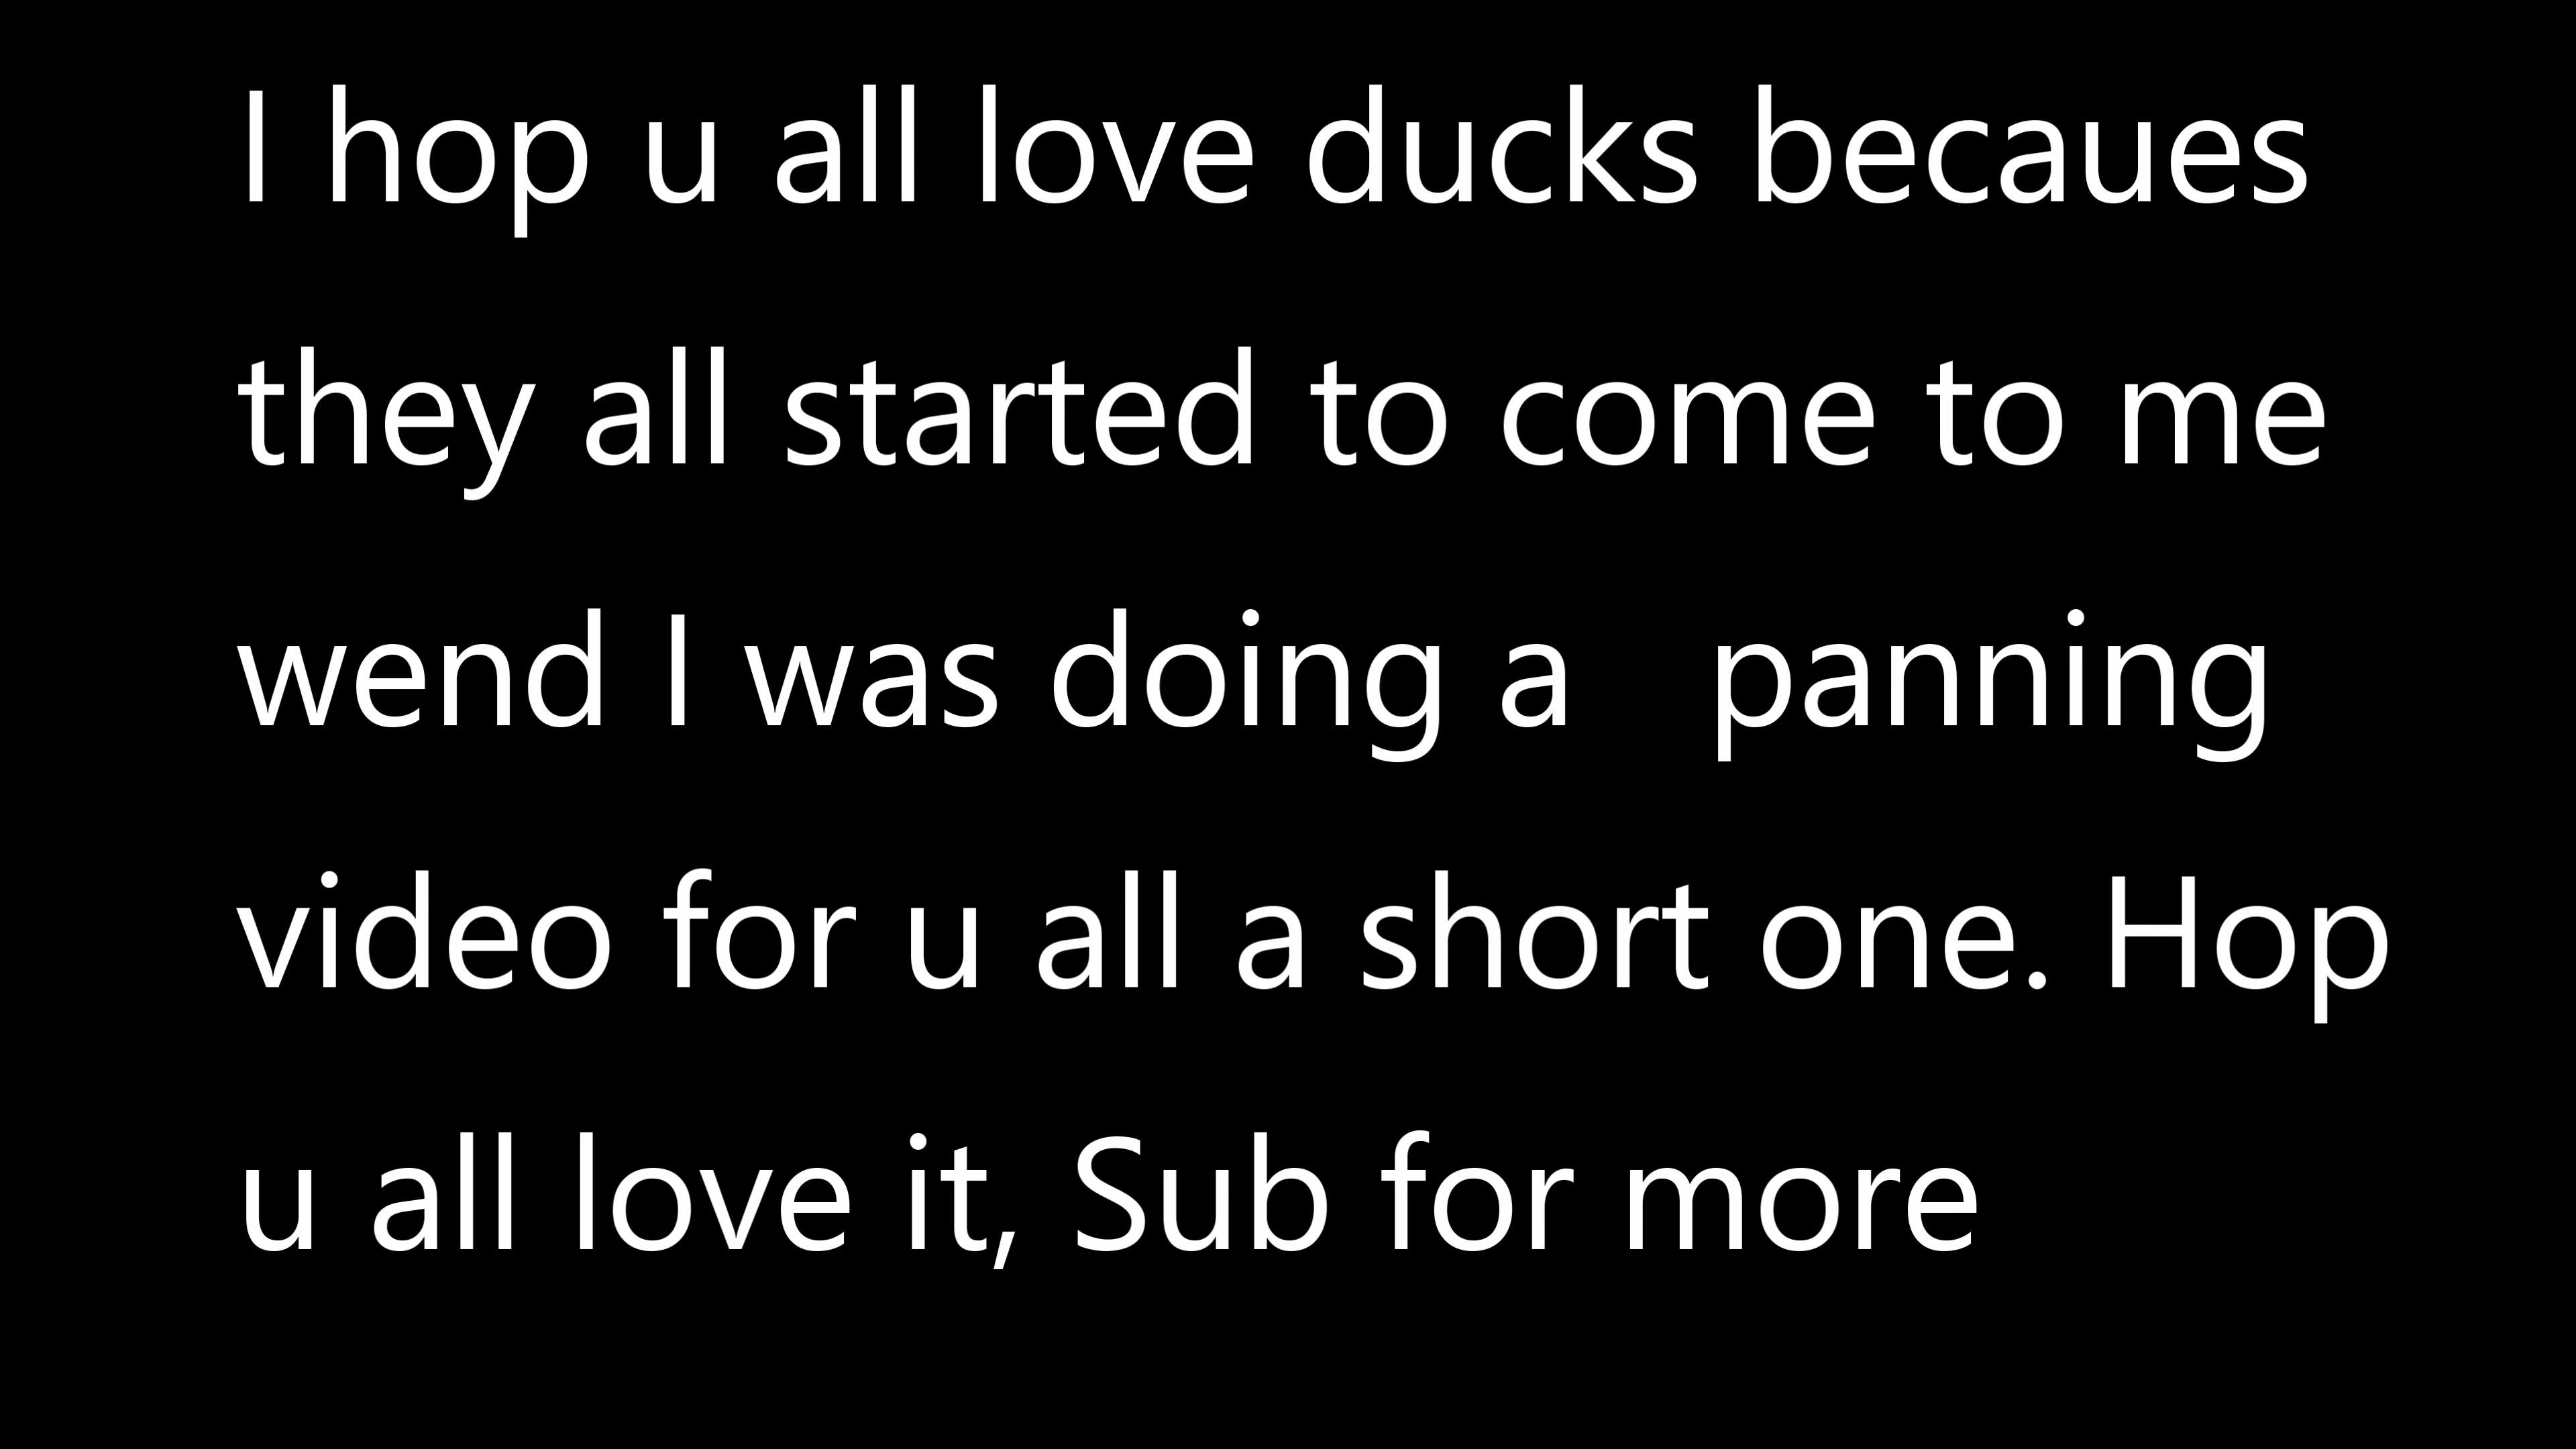 I hop u all love ducks becaues
they all started to come to me
wend I was doing a   panning
video for u all a short one. Hop
u all love it, Sub for more